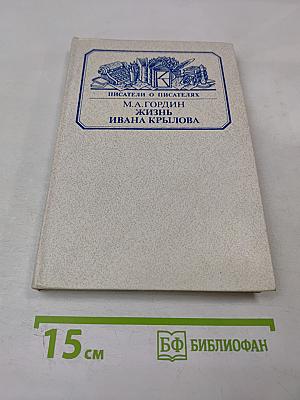 ПИСАТЕЛИ О ПИСАТЕЛЯХ
М.А.ГОРДИН
ЖИЗНЬ
ИВАНА КРЫЛОВА
15 см
БФ БИБЛИОФАН